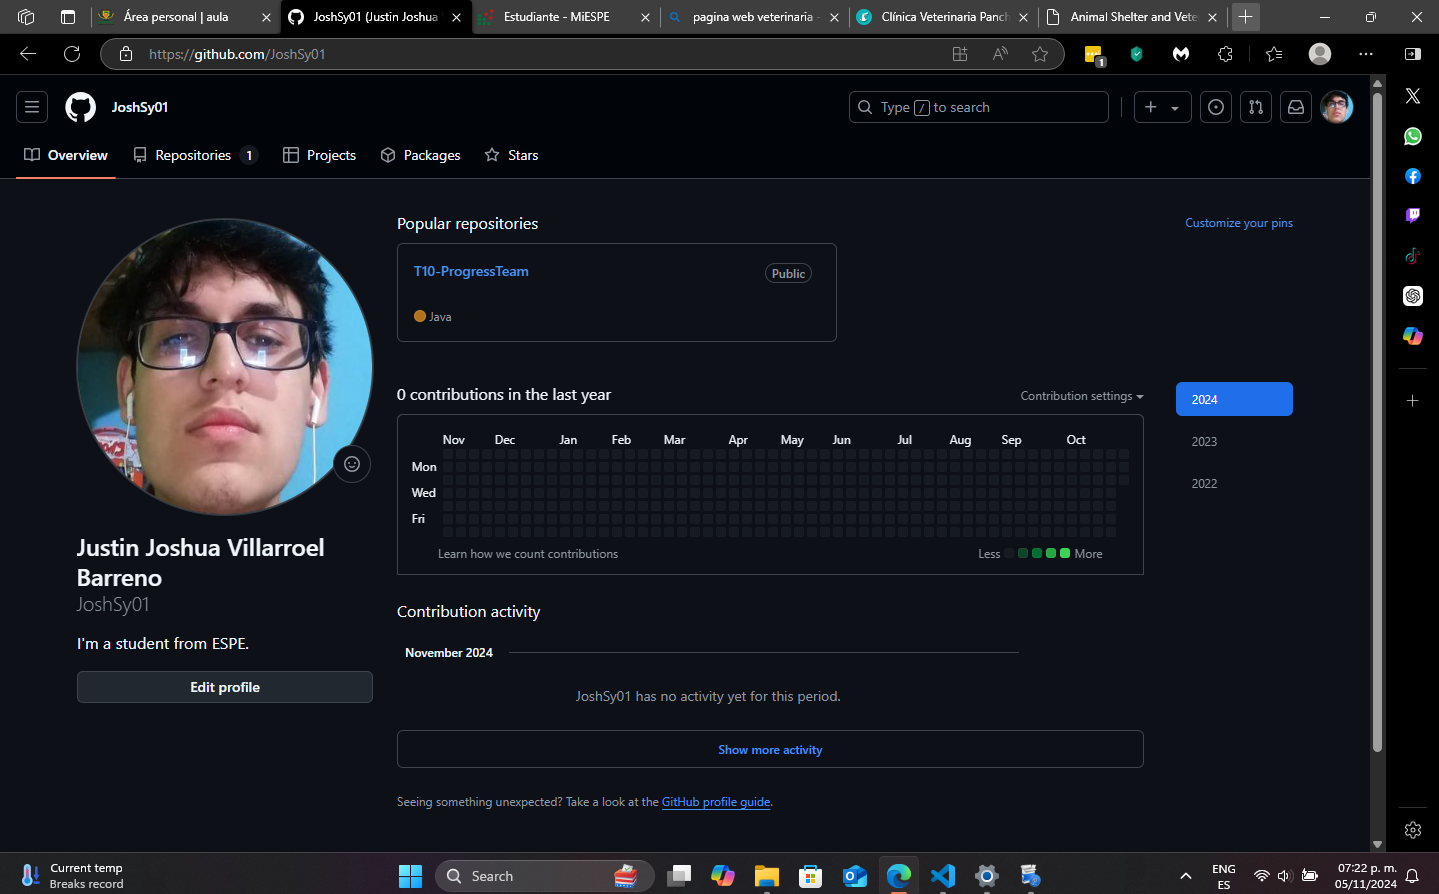 Área personal | aula
JoshSy01 (Justin Joshua
Estudiante - MiESPE
pagina web veterinaria -
Clínica Veterinaria Panch
Animal Shelter and Vete
https://github.com/JoshSy01
1
JoshSy01
Type / to search
Overview
Repositories 1
Projects
Packages
Stars
Popular repositories
Customize your pins
T10-ProgressTeam
Public
Java
0 contributions in the last year
Contribution settings
2024
2023
2022
Nov Dec Jan Feb Mar Apr May Jun Jul Aug Sep Oct
Mon
Wed
Fri
Learn how we count contributions
Less More
Justin Joshua Villarroel
Barreno
JoshSy01
I'm a student from ESPE.
Edit profile
Contribution activity
November 2024
JoshSy01 has no activity yet for this period.
Show more activity
Seeing something unexpected? Take a look at the GitHub profile guide.
Current temp
Breaks record
Search
ENG
ES
07:22 p. m.
05/11/2024